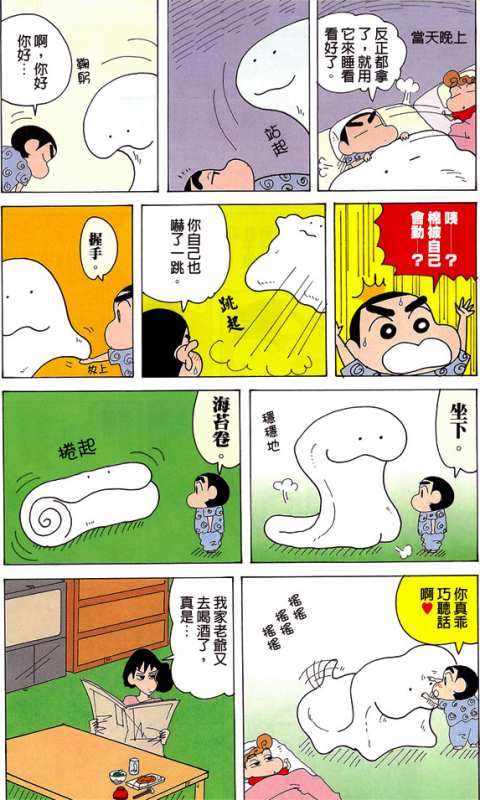 當天晚上
反正都拿
了，就用
它來睡看
看好了。
站起
鞠躬
啊，你好
你好…
咦——？
棉被自己
會動——？
你自己也
嚇了一跳。
跳起
握手。
放上
坐下。
穩穩地
海苔卷。
捲起
你真乖
巧聽話
啊♥
搖搖
搖搖
搖搖
我家老爺又
去喝酒了，
真是…